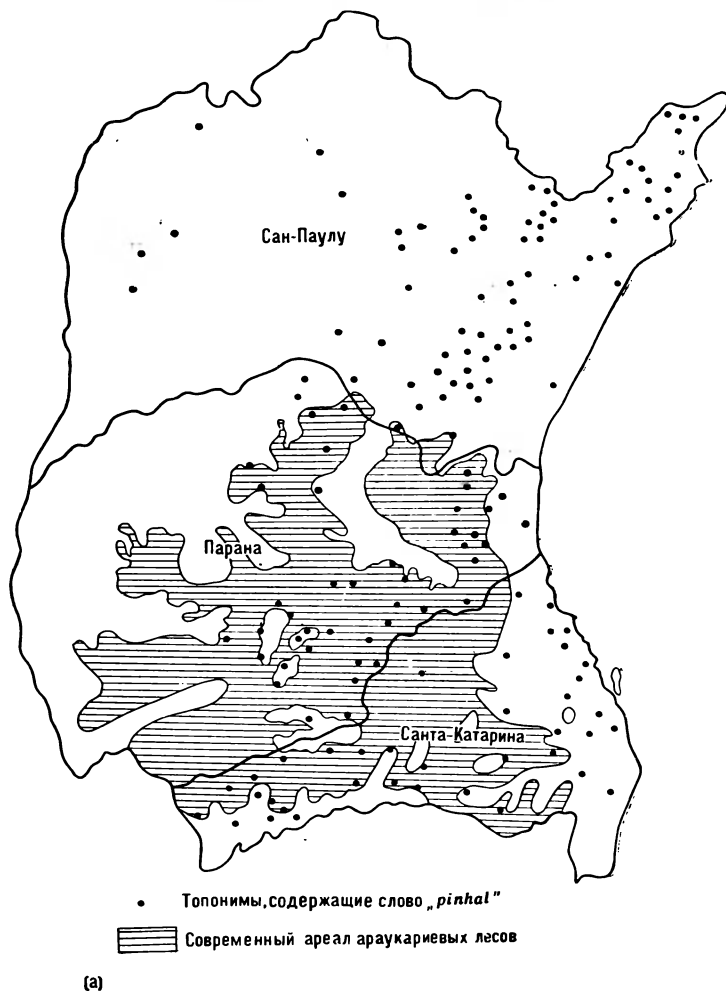 Сан-Паулу
Парана
Санта-Катарина
Топонимы, содержащие слово „pinhal"
Современный ареал араукариевых лесов
(а)